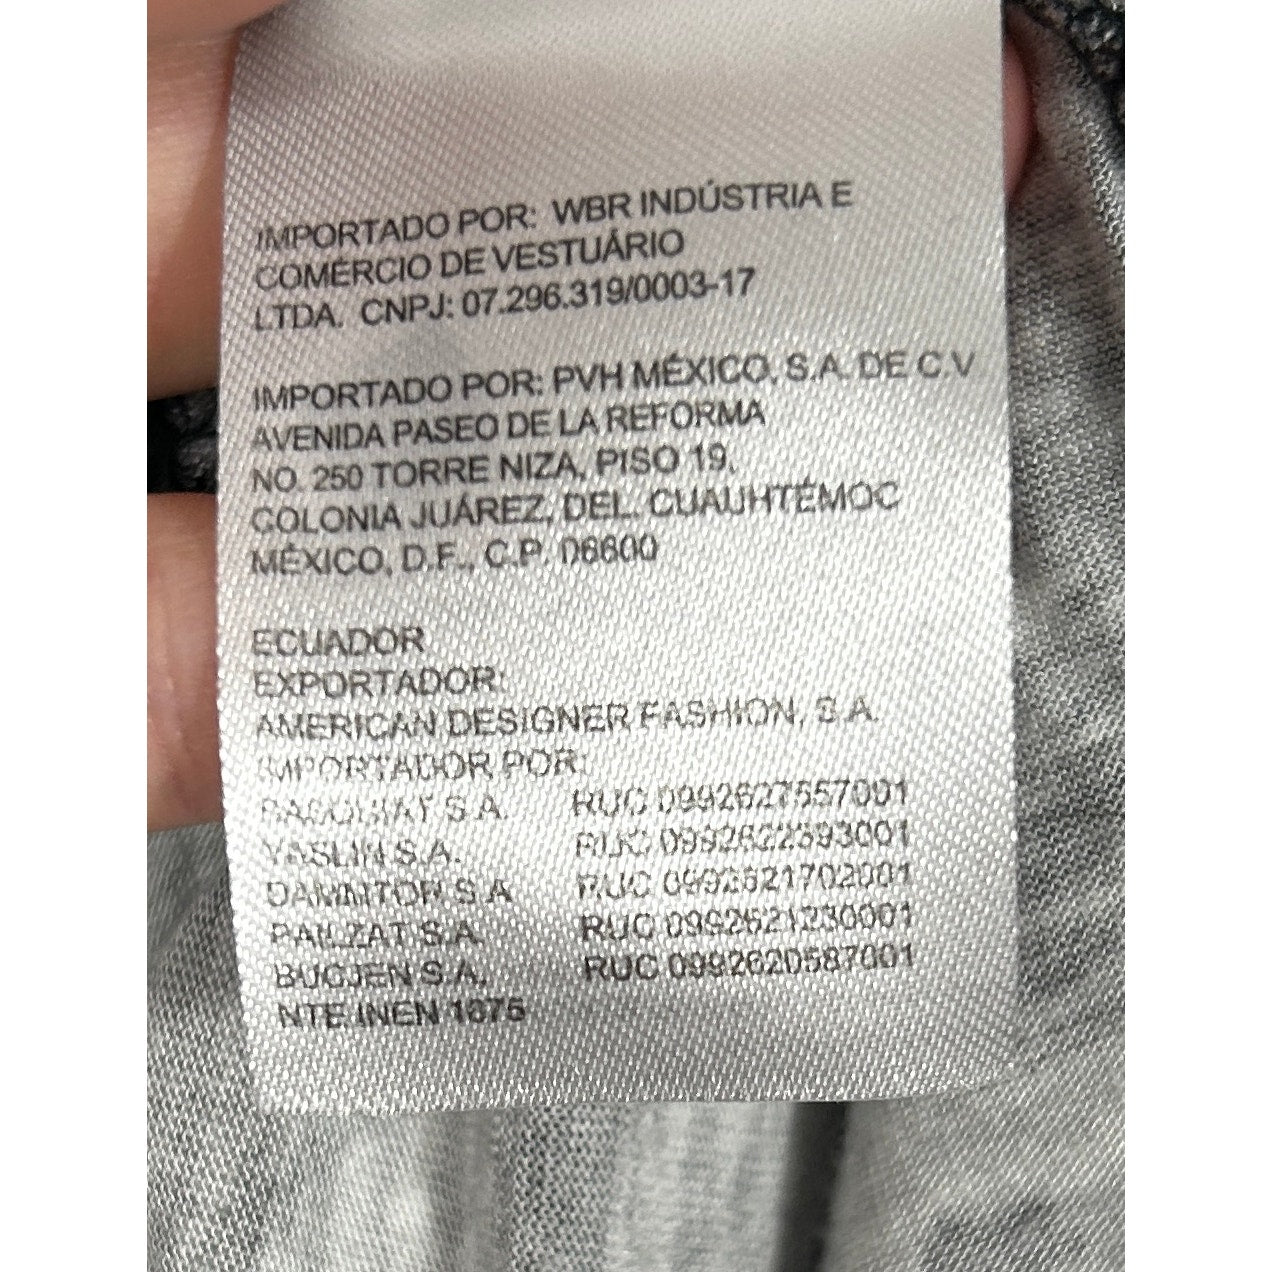 IMPORTADO POR: WBR INDÚSTRIA E
COMÉRCIO DE VESTUÁRIO
LTDA. CNPJ: 07.296.319/0003-17
IMPORTADO POR: PVH MÉXICO, S.A. DE C.V
AVENIDA PASEO DE LA REFORMA
NO. 250 TORRE NIZA, PISO 19,
COLONIA JUÁREZ, DEL. CUAUHTÉMOC
MÉXICO, D.F., C.P. 06600
ECUADOR
EXPORTADOR:
AMERICAN DESIGNER FASHION, S.A.
IMPORTADOR POR:
S.A. RUC 0992627557001
YASLIN S.A. RUC 0992622593001
S.A RUC 0992621702001
S.A. RUC 0992621230001
BUCJEN S.A. RUC 0992620587001
NTE INEN 1875